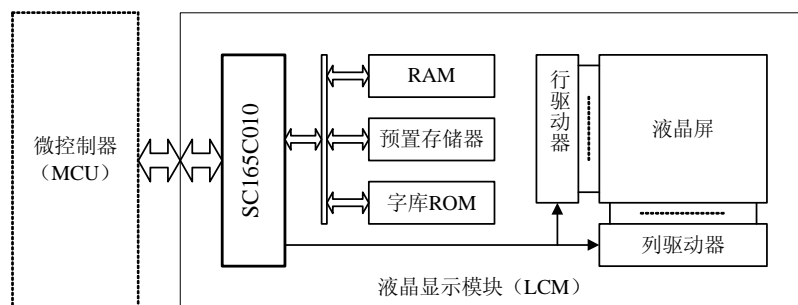 微控制器
(MCU)
SC165C010
RAM
预置存储器
字库ROM
行驱动器
液晶屏
列驱动器
液晶显示模块(LCM)